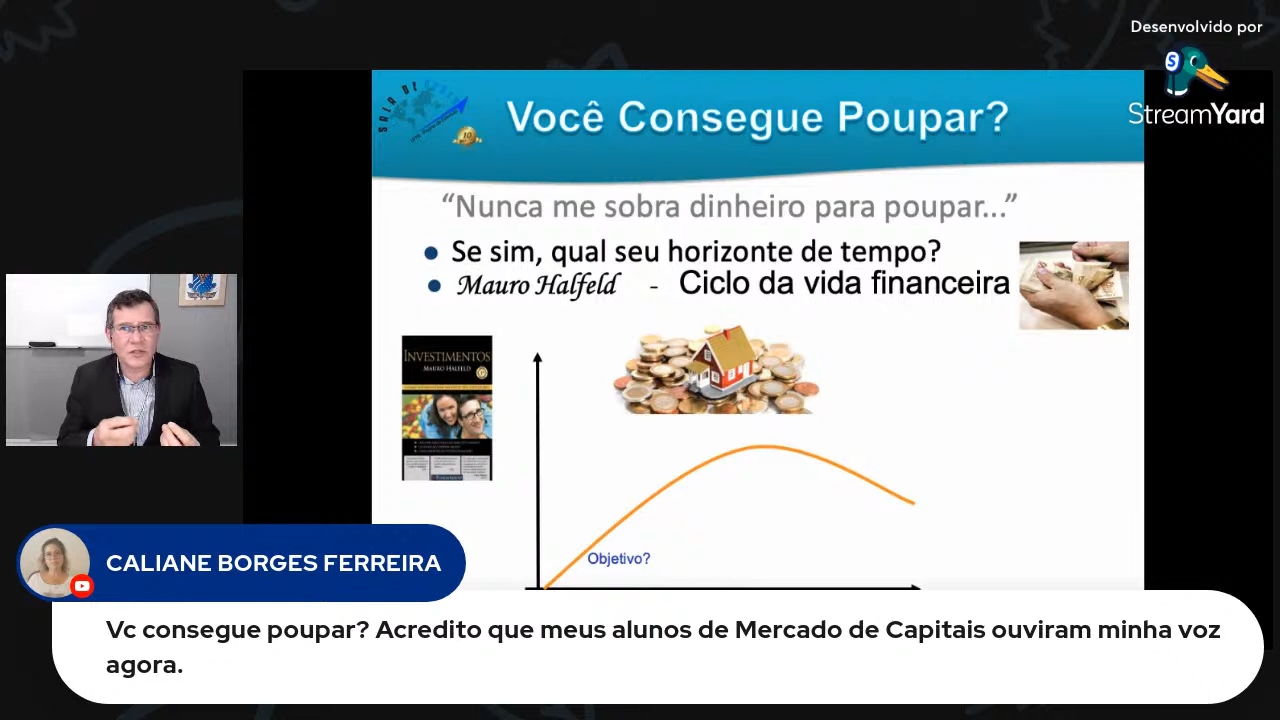 Desenvolvido por
StreamYard
SALA DE
Você Consegue Poupar?
“Nunca me sobra dinheiro para poupar...”
Se sim, qual seu horizonte de tempo?
Mauro Halfeld - Ciclo da vida financeira
INVESTIMENTOS
MAURO HALFELD
Objetivo?
CALIANE BORGES FERREIRA
Vc consegue poupar? Acredito que meus alunos de Mercado de Capitais ouviram minha voz
agora.